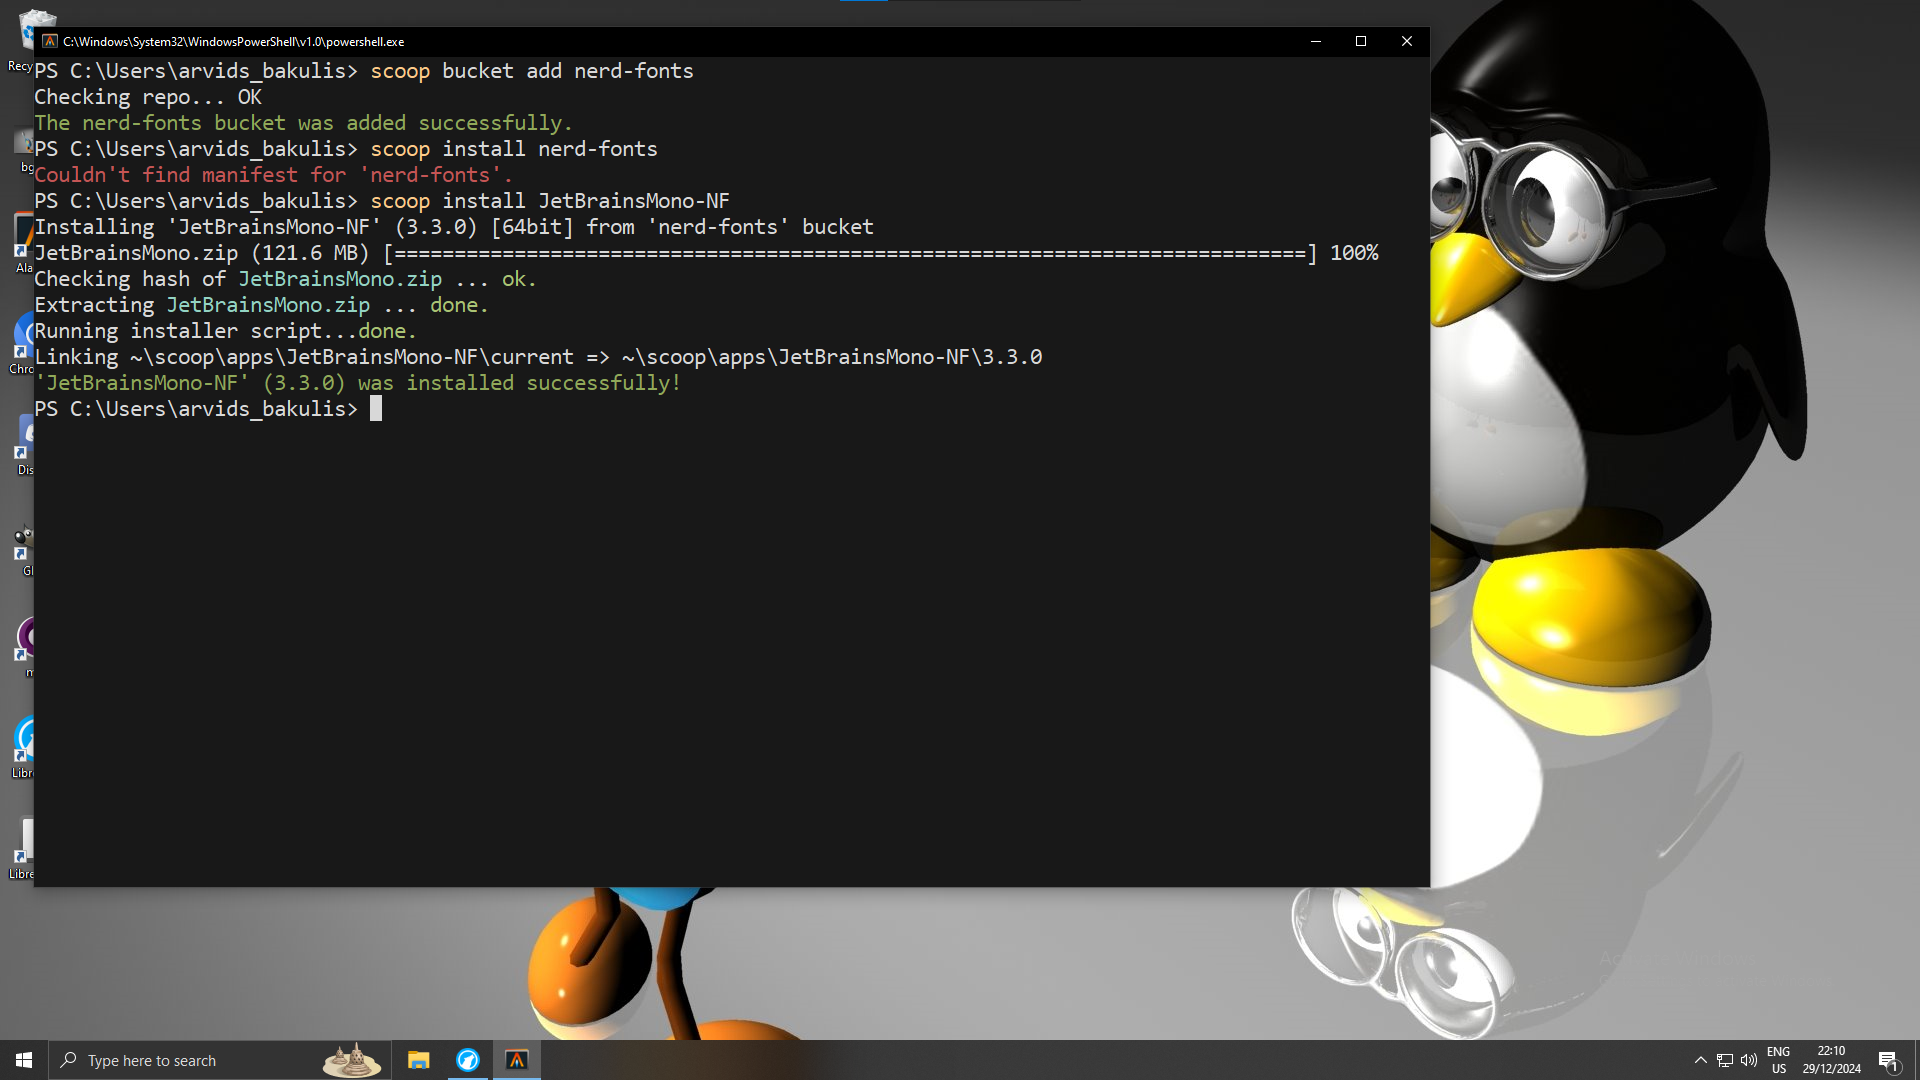 C:\Windows\System32\WindowsPowerShell\v1.0\powershell.exe
Recy
PS C:\Users\arvids_bakulis> scoop bucket add nerd-fonts
Checking repo... OK
The nerd-fonts bucket was added successfully.
PS C:\Users\arvids_bakulis> scoop install nerd-fonts
Couldn't find manifest for 'nerd-fonts'.
PS C:\Users\arvids_bakulis> scoop install JetBrainsMono-NF
Installing 'JetBrainsMono-NF' (3.3.0) [64bit] from 'nerd-fonts' bucket
JetBrainsMono.zip (121.6 MB) [============================================================================] 100%
Checking hash of JetBrainsMono.zip ... ok.
Extracting JetBrainsMono.zip ... done.
Running installer script...done.
Linking ~\scoop\apps\JetBrainsMono-NF\current => ~\scoop\apps\JetBrainsMono-NF\3.3.0
'JetBrainsMono-NF' (3.3.0) was installed successfully!
PS C:\Users\arvids_bakulis>
bg
Ala
Chro
Dis
m
Libre
Libre
Type here to search
ENG
US
22:10
29/12/2024
1